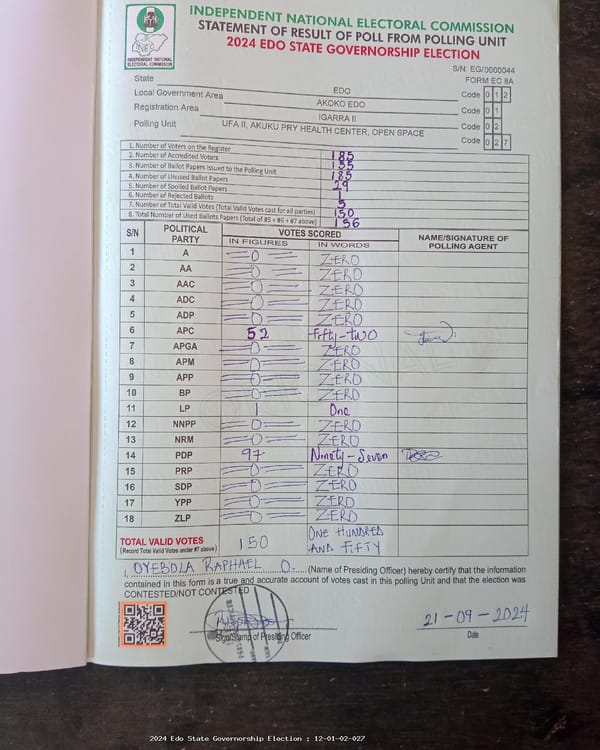 INDEPENDENT NATIONAL ELECTORAL COMMISSION
STATEMENT OF RESULT OF POLL FROM POLLING UNIT
2024 EDO STATE GOVERNORSHIP ELECTION
INEC
INDEPENDENT NATIONAL ELECTORAL COMMISSION
S/N: EG/0000044
FORM EC 8A
State EDO Code 0 1 2
Local Government Area AKOKO EDO Code 0 1
Registration Area IGARRA II Code 0 2
Polling Unit UFA II, AKUKU PRY HEALTH CENTER, OPEN SPACE Code 0 2 7
1. Number of Voters on the Register 185
2. Number of Accredited Voters
3. Number of Ballot Papers Issued to the Polling Unit 185
4. Number of Unused Ballot Papers 29
5. Number of Spoiled Ballot Papers 1
6. Number of Rejected Ballots 5
7. Number of Total Valid Votes (Total Valid Votes cast for all parties) 150
8. Total Number of Used Ballots Papers (Total of #5 + #6 + #7 above) 156
S/N POLITICAL PARTY VOTES SCORED NAME/SIGNATURE OF POLLING AGENT
IN FIGURES IN WORDS
1 A 0 ZERO
2 AA 0 ZERO
3 AAC 0 ZERO
4 ADC 0 ZERO
5 ADP 0 ZERO
6 APC 52 fifty-two
7 APGA 0 ZERO
8 APM 0 ZERO
9 APP 0 ZERO
10 BP 0 ZERO
11 LP 1 One
12 NNPP 0 ZERO
13 NRM 0 ZERO
14 PDP 97 Ninety-Seven
15 PRP 0 ZERO
16 SDP 0 ZERO
17 YPP 0 ZERO
18 ZLP 0 ZERO
TOTAL VALID VOTES 150 ONE HUNDRED
(Record Total Valid Votes under #7 above) AND FIFTY
I, OYEBOLA RAPHAEL O. (Name of Presiding Officer) hereby certify that the information
contained in this form is a true and accurate account of votes cast in this polling Unit and that the election was
CONTESTED/NOT CONTESTED
21-09-2024
Sign/Stamp of Presiding Officer Date
2024 Edo State Governorship Election : 12-01-02-027